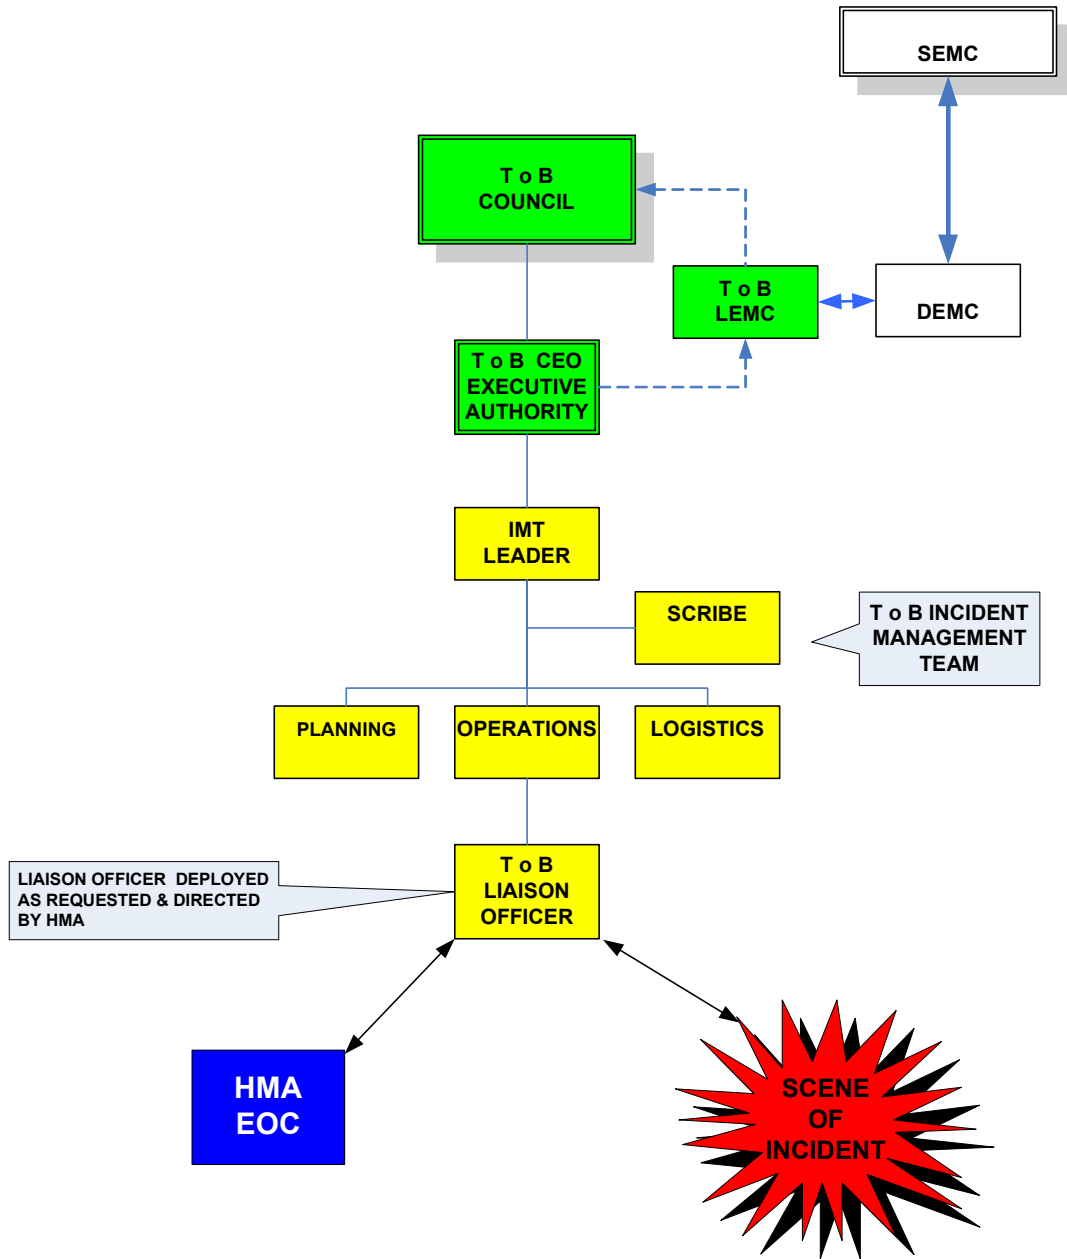 SEMC
T o B
COUNCIL
T o B
LEMC
DEMC
T o B  CEO
EXECUTIVE
AUTHORITY
IMT
LEADER
SCRIBE
T o B INCIDENT
MANAGEMENT
TEAM
PLANNING
OPERATIONS
LOGISTICS
T o B
LIAISON
OFFICER
LIAISON OFFICER  DEPLOYED
AS REQUESTED & DIRECTED
BY HMA
HMA
EOC
SCENE
OF
INCIDENT